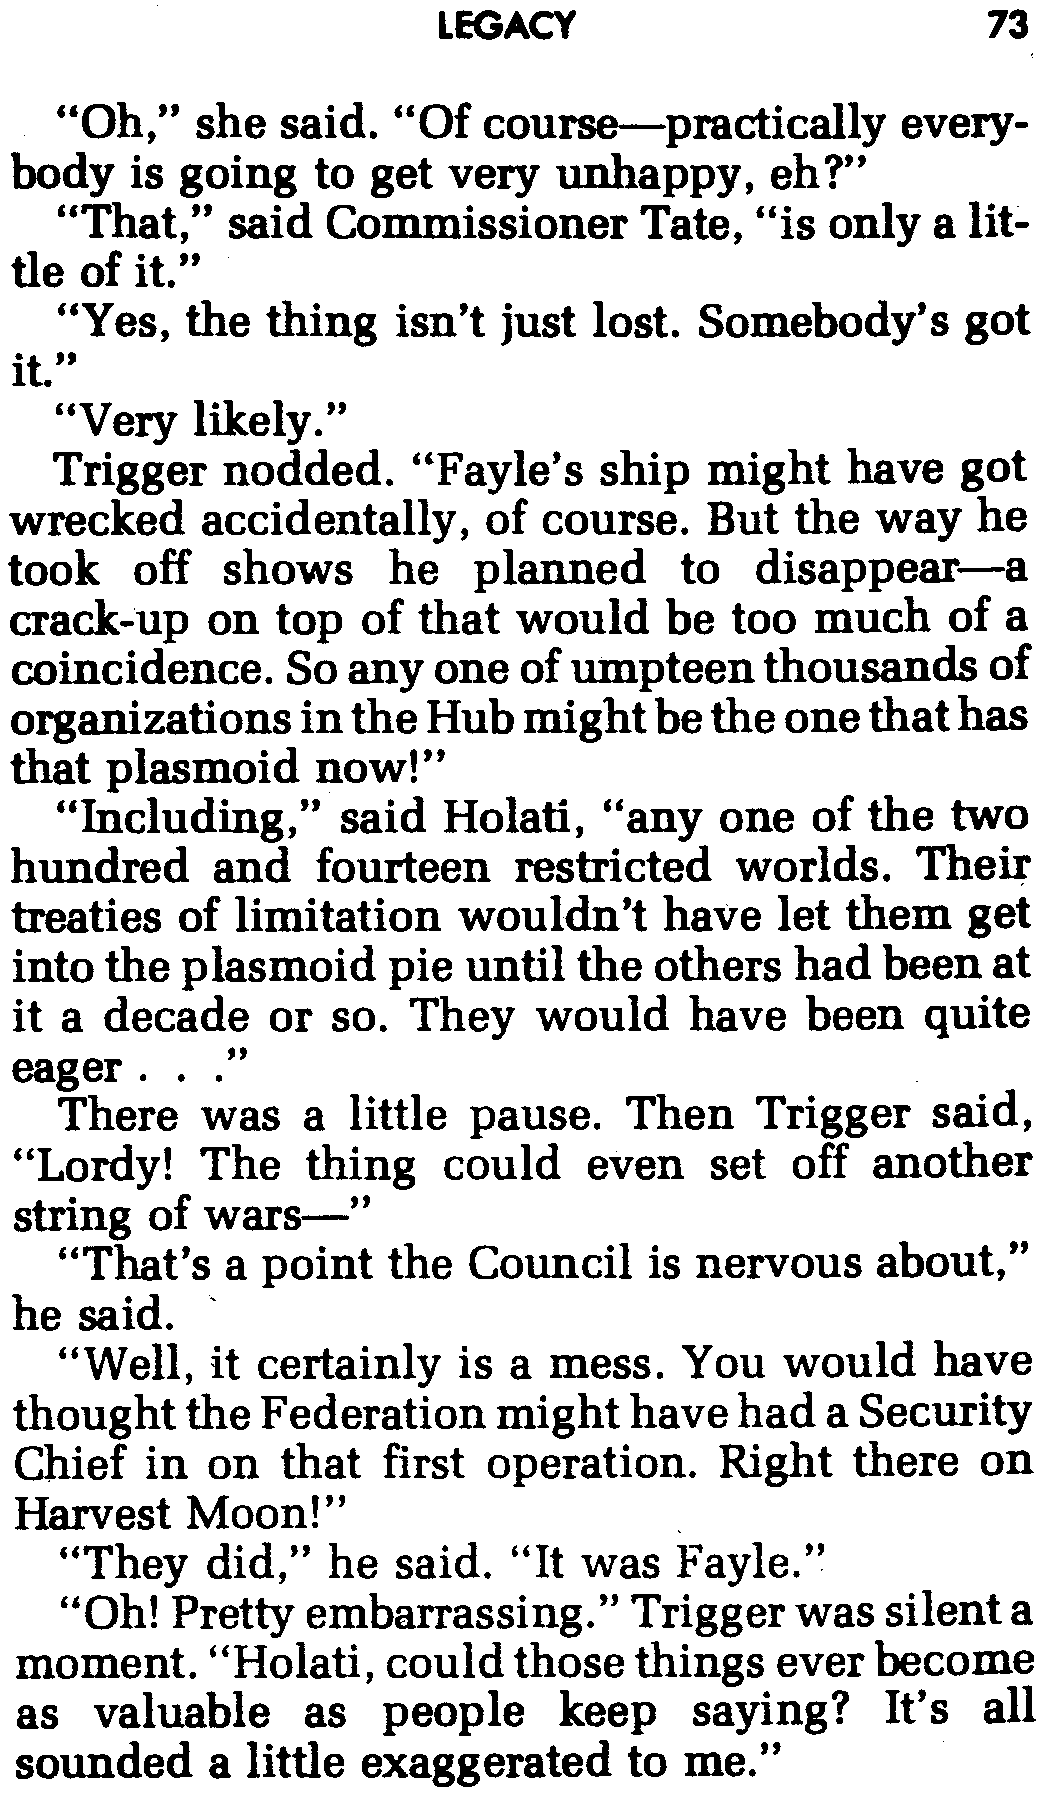 LEGACY 73
“Oh,” she said. “Of course—practically every-
body is going to get very unhappy, eh?”
“That,” said Commissioner Tate, “is only a lit-
tle of it.”
“Yes, the thing isn’t just lost. Somebody’s got
it.”
“Very likely.”
Trigger nodded. “Fayle’s ship might have got
wrecked accidentally, of course. But the way he
took off shows he planned to disappear—a
crack-up on top of that would be too much of a
coincidence. So any one of umpteen thousands of
organizations in the Hub might be the one that has
that plasmoid now!”
“Including,” said Holati, “any one of the two
hundred and fourteen restricted worlds. Their
treaties of limitation wouldn’t have let them get
into the plasmoid pie until the others had been at
it a decade or so. They would have been quite
eager . . .”
There was a little pause. Then Trigger said,
“Lordy! The thing could even set off another
string of wars—”
“That’s a point the Council is nervous about,”
he said.
“Well, it certainly is a mess. You would have
thought the Federation might have had a Security
Chief in on that first operation. Right there on
Harvest Moon!”
“They did,” he said. “It was Fayle.”
“Oh! Pretty embarrassing.” Trigger was silent a
moment. “Holati, could those things ever become
as valuable as people keep saying? It’s all
sounded a little exaggerated to me.”